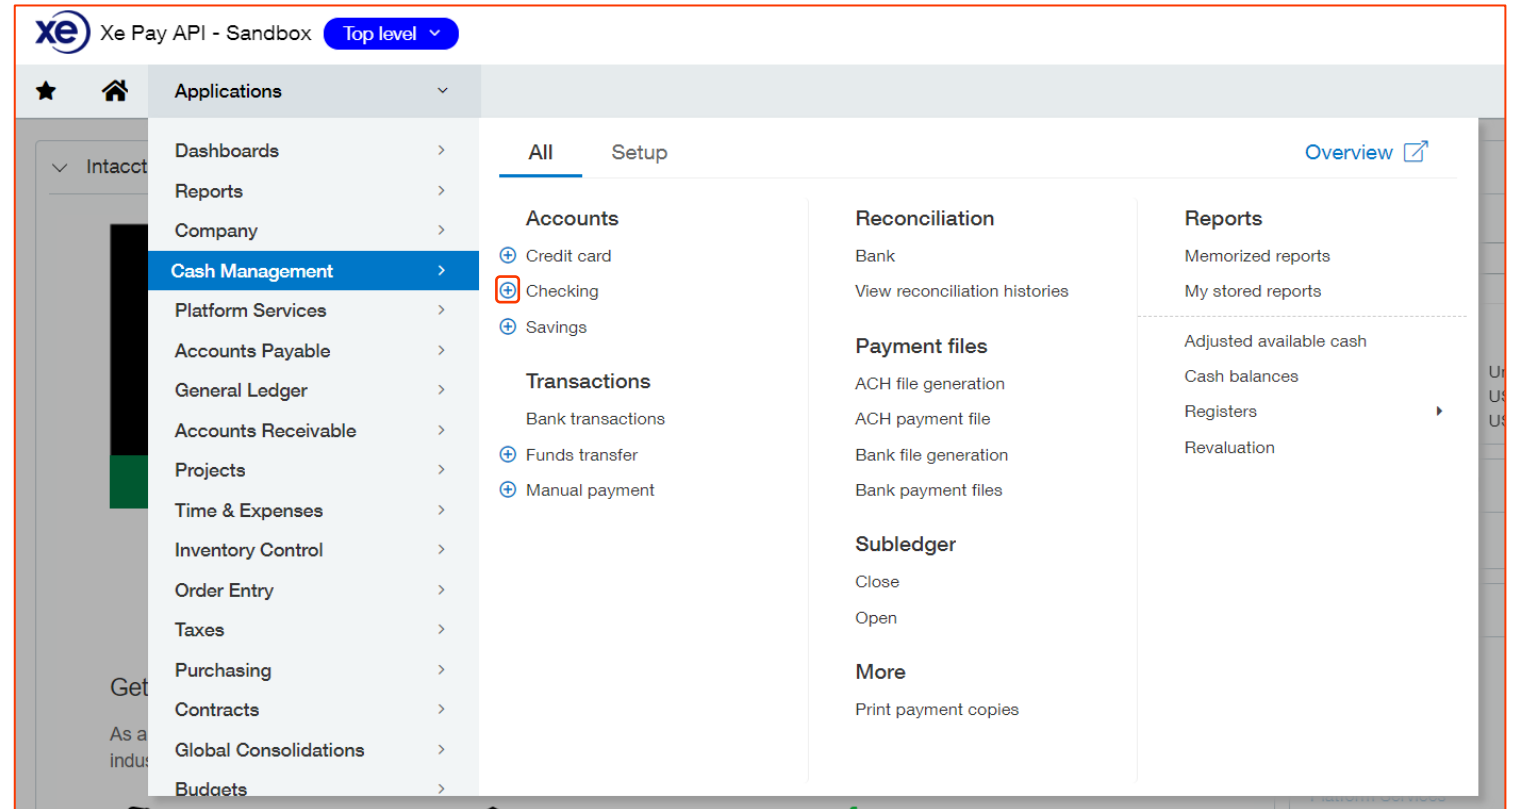 xe Xe Pay API - Sandbox Top level
Applications
Intacct
Dashboards
Reports
Company
Cash Management
Platform Services
Accounts Payable
General Ledger
Accounts Receivable
Projects
Time & Expenses
Inventory Control
Order Entry
Taxes
Purchasing
Contracts
Global Consolidations
Budgets
All Setup Overview
Accounts
Credit card
Checking
Savings
Transactions
Bank transactions
Funds transfer
Manual payment
Reconciliation
Bank
View reconciliation histories
Payment files
ACH file generation
ACH payment file
Bank file generation
Bank payment files
Subledger
Close
Open
More
Print payment copies
Reports
Memorized reports
My stored reports
Adjusted available cash
Cash balances
Registers
Revaluation
Get
As a